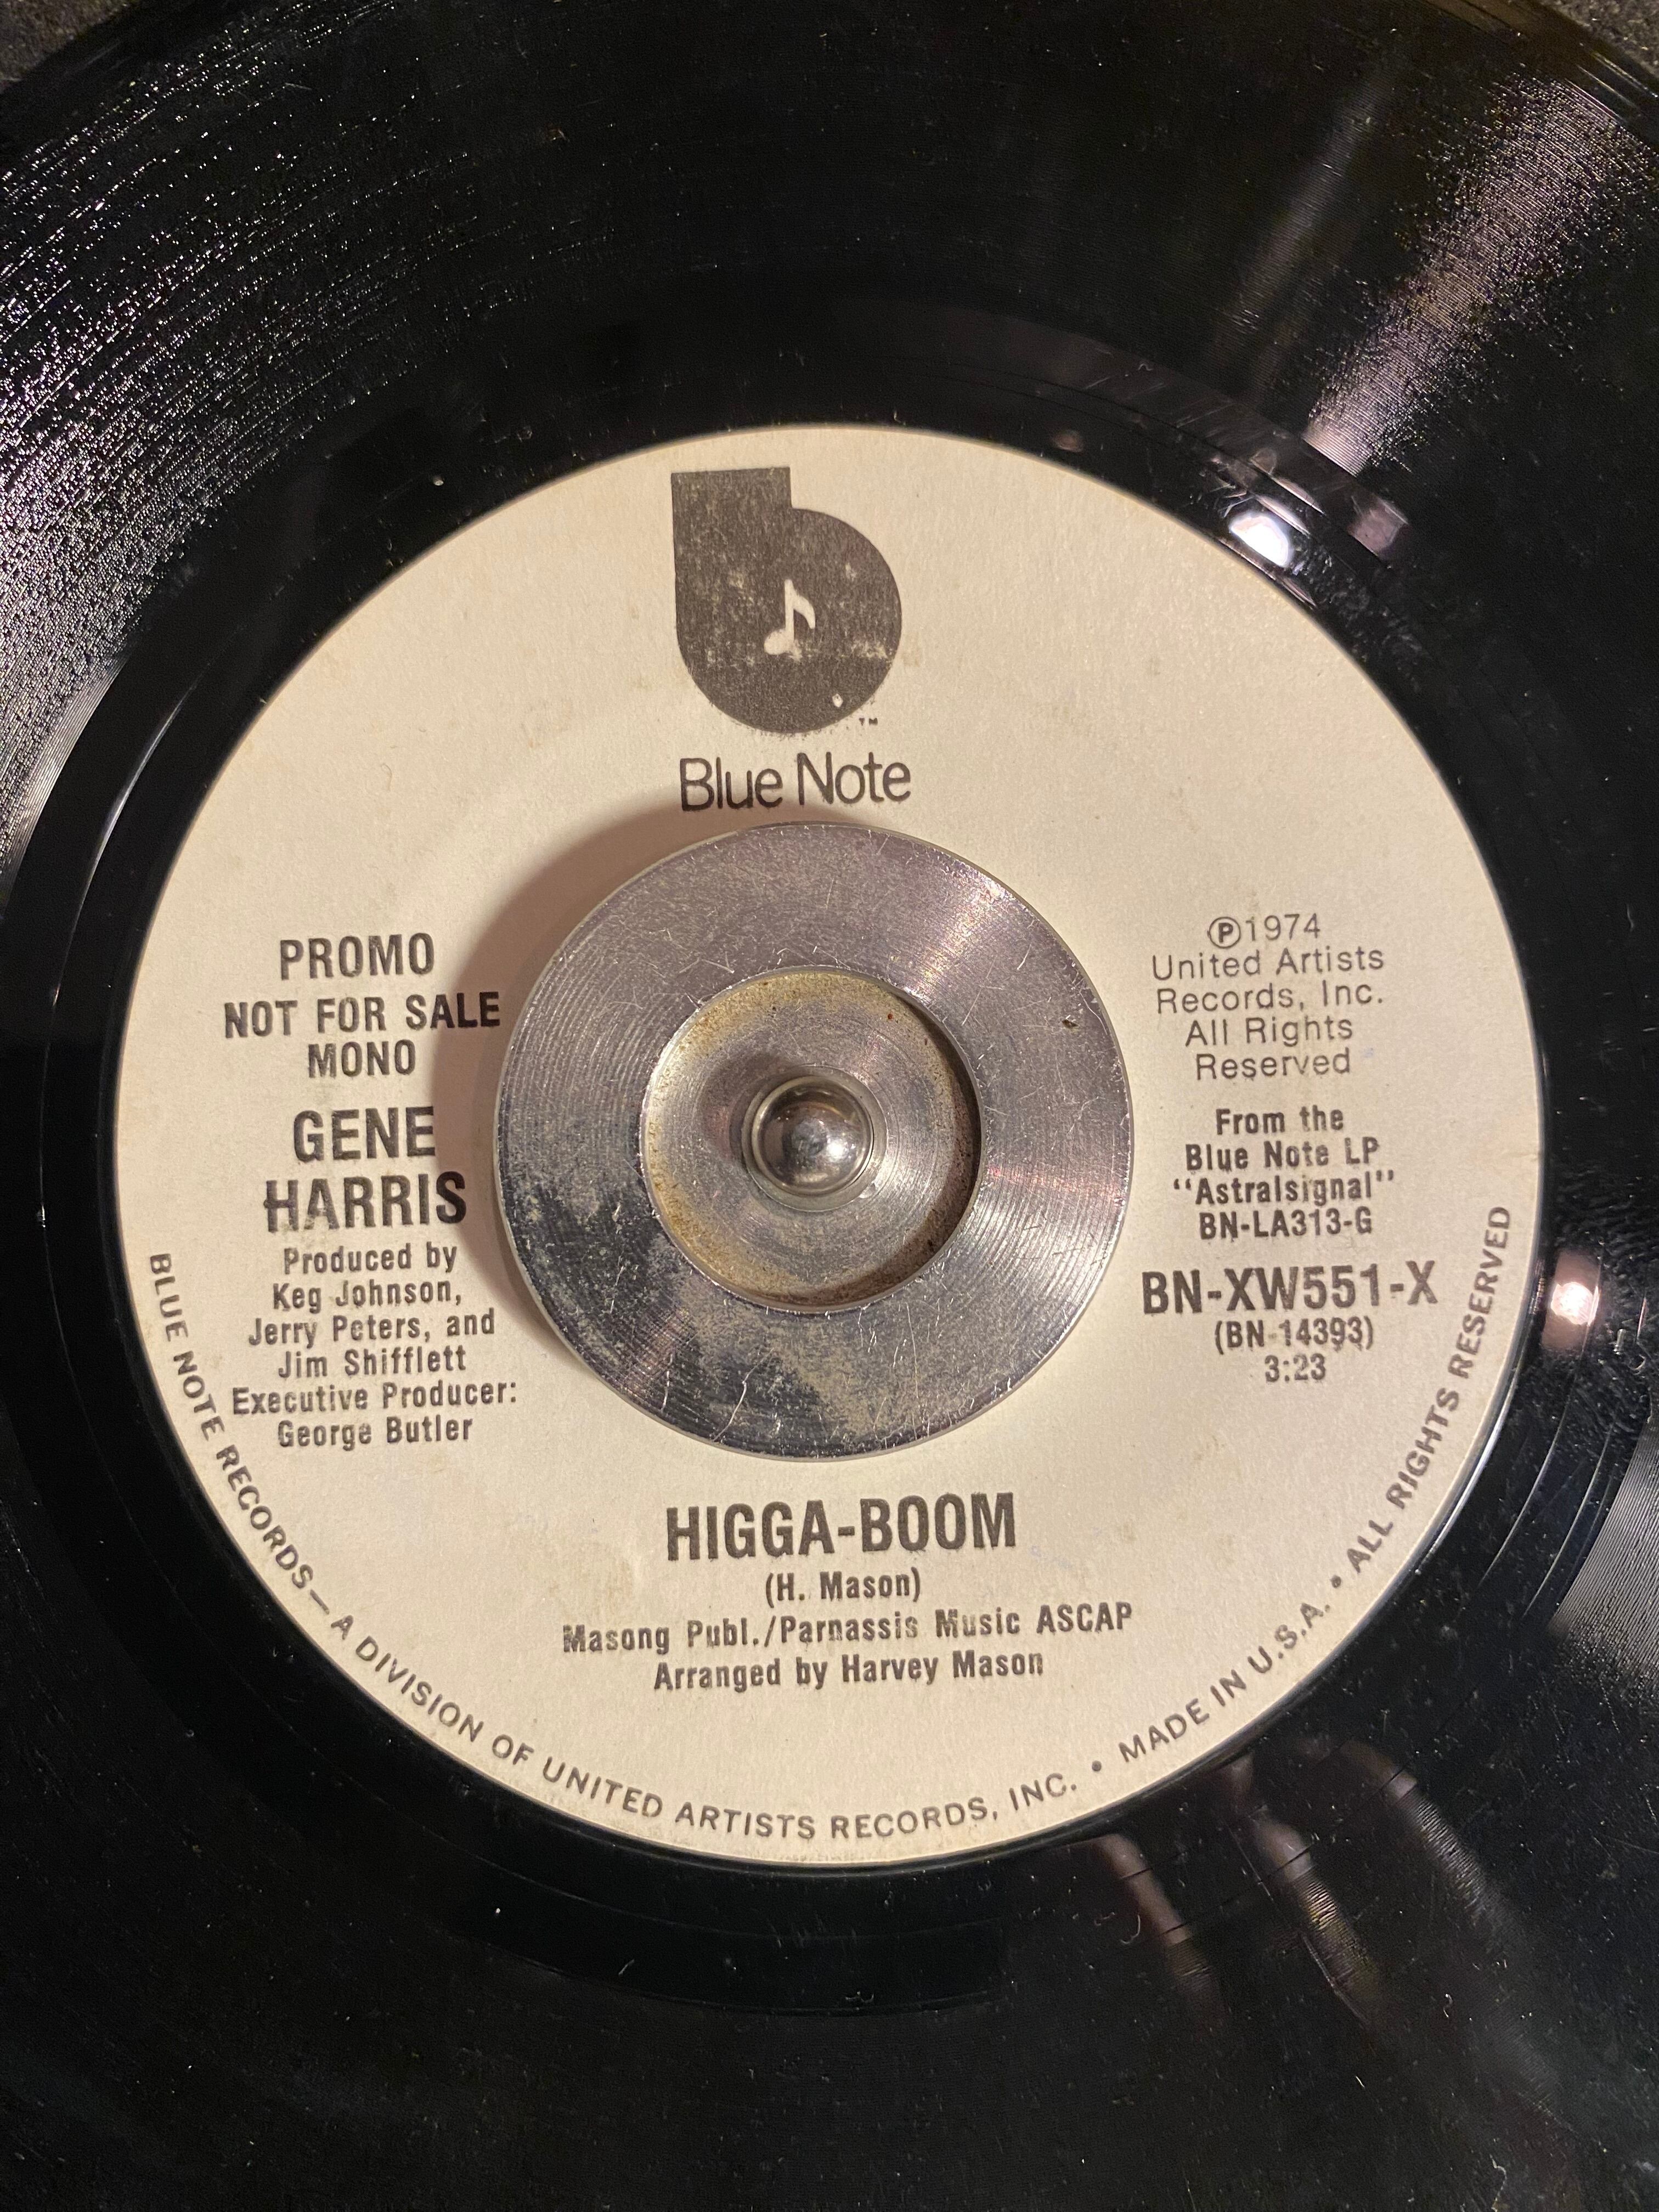 TM
Blue Note
PROMO
NOT FOR SALE
MONO
GENE
HARRIS
Produced by
Keg Johnson,
Jerry Peters, and
Jim Shifflett
Executive Producer:
George Butler
Ⓟ1974
United Artists
Records, Inc.
All Rights
Reserved
From the
Blue Note LP
"Astralsignal"
BN-LA313-G
BN-XW551-X
(BN-14393)
3:23
HIGGA-BOOM
(H. Mason)
Masong Publ./Parnassis Music ASCAP
Arranged by Harvey Mason
BLUE NOTE RECORDS—A DIVISION OF UNITED ARTISTS RECORDS, INC. • MADE IN U.S.A. • ALL RIGHTS RESERVED